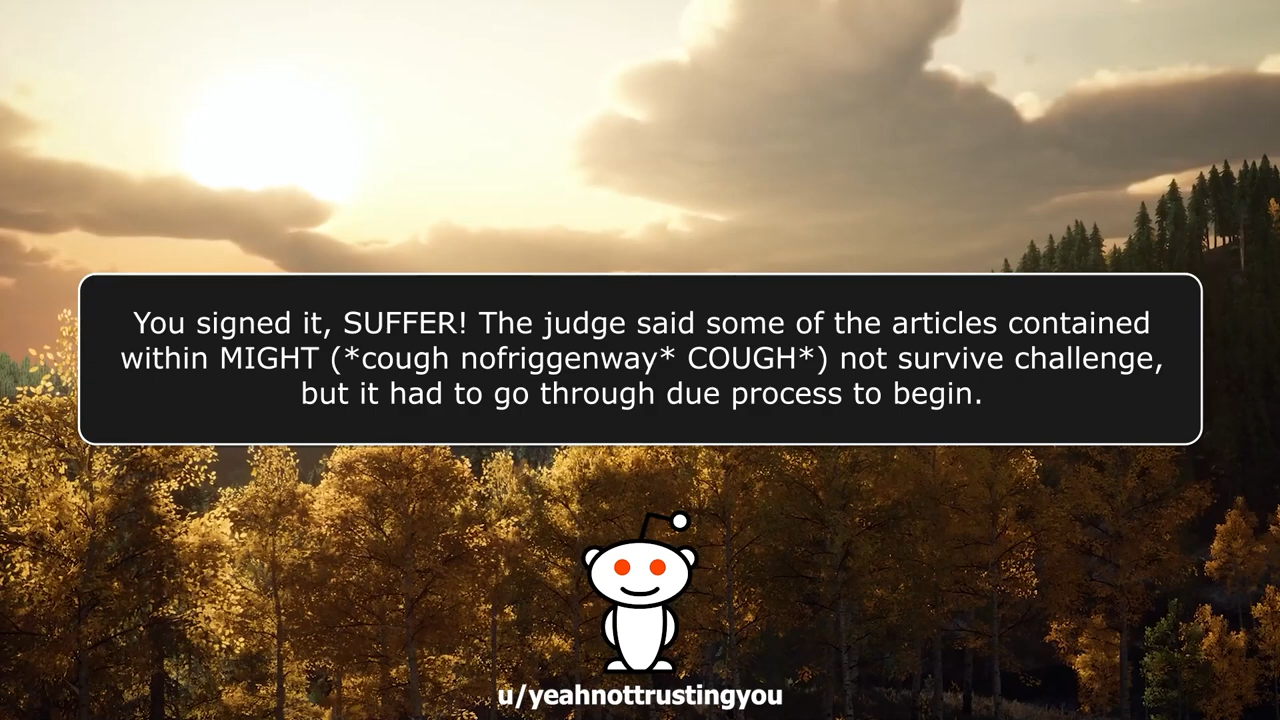 You signed it, SUFFER! The judge said some of the articles contained
within MIGHT (*cough nofriggenway* COUGH*) not survive challenge,
but it had to go through due process to begin.
u/yeahnottrustingyou